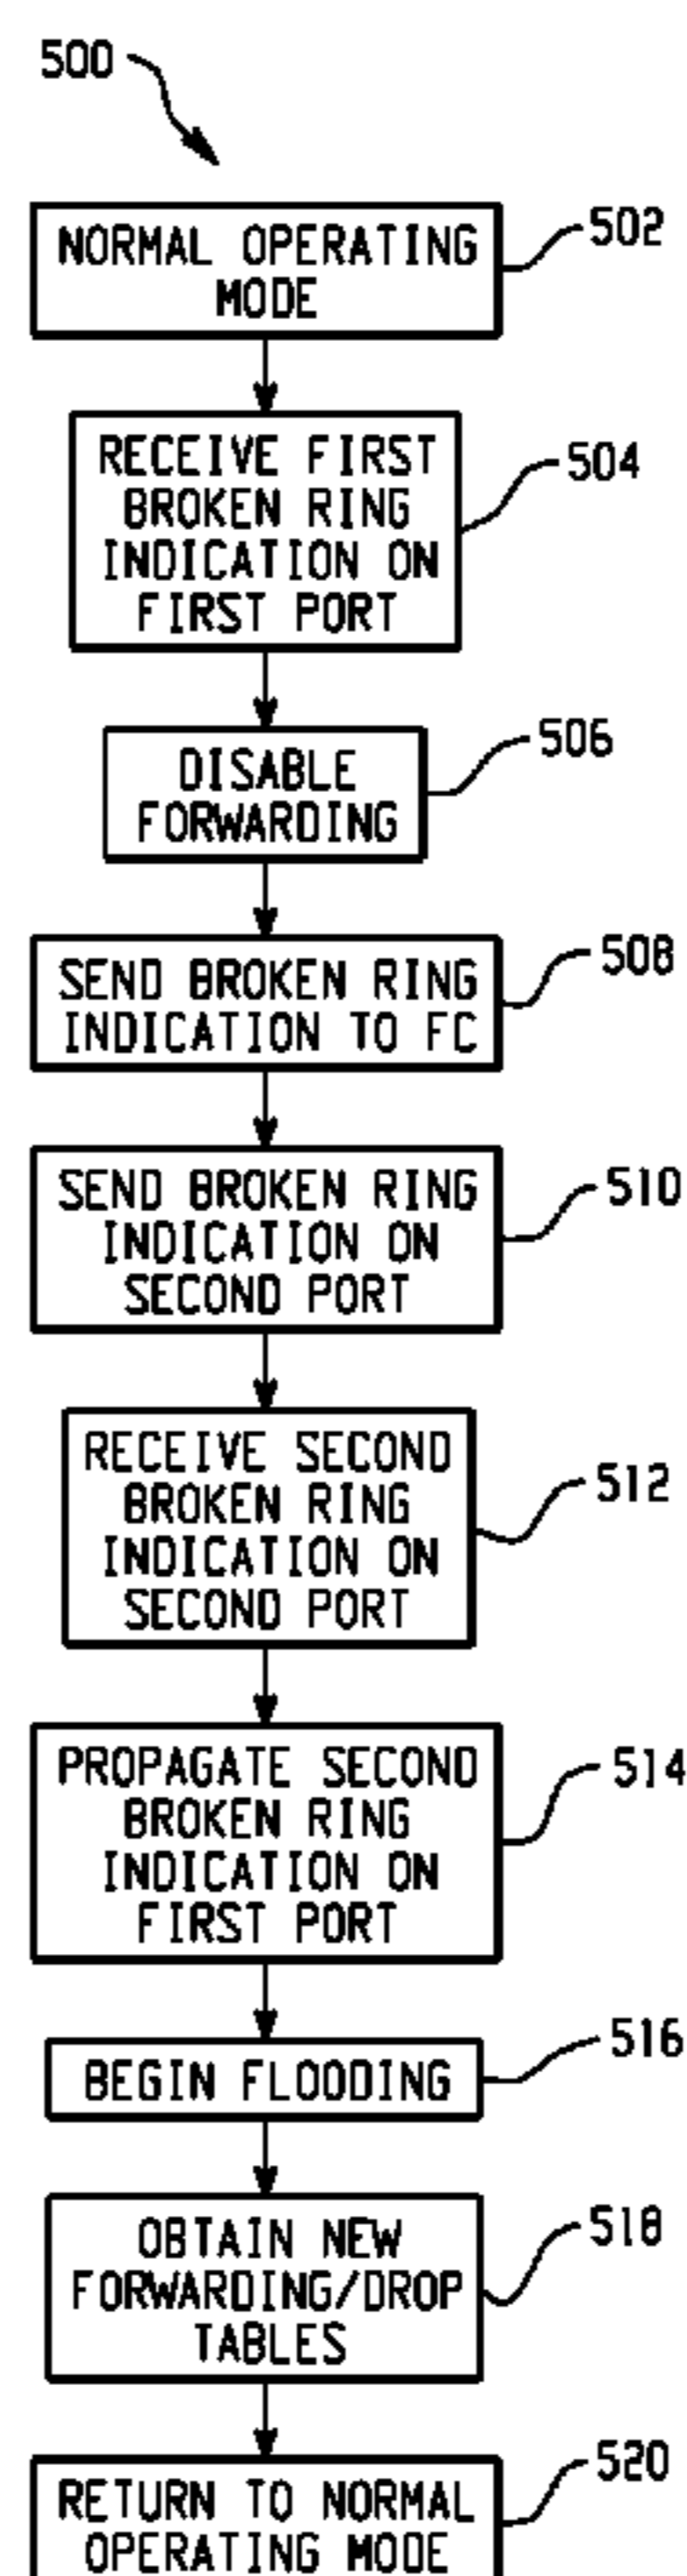 500
NORMAL OPERATING
MODE
502
RECEIVE FIRST
BROKEN RING
INDICATION ON
FIRST PORT
504
DISABLE
FORWARDING
506
SEND BROKEN RING
INDICATION TO FC
508
SEND BROKEN RING
INDICATION ON
SECOND PORT
510
RECEIVE SECOND
BROKEN RING
INDICATION ON
SECOND PORT
512
PROPAGATE SECOND
BROKEN RING
INDICATION ON
FIRST PORT
514
BEGIN FLOODING
516
OBTAIN NEW
FORWARDING/DROP
TABLES
518
RETURN TO NORMAL
OPERATING MODE
520